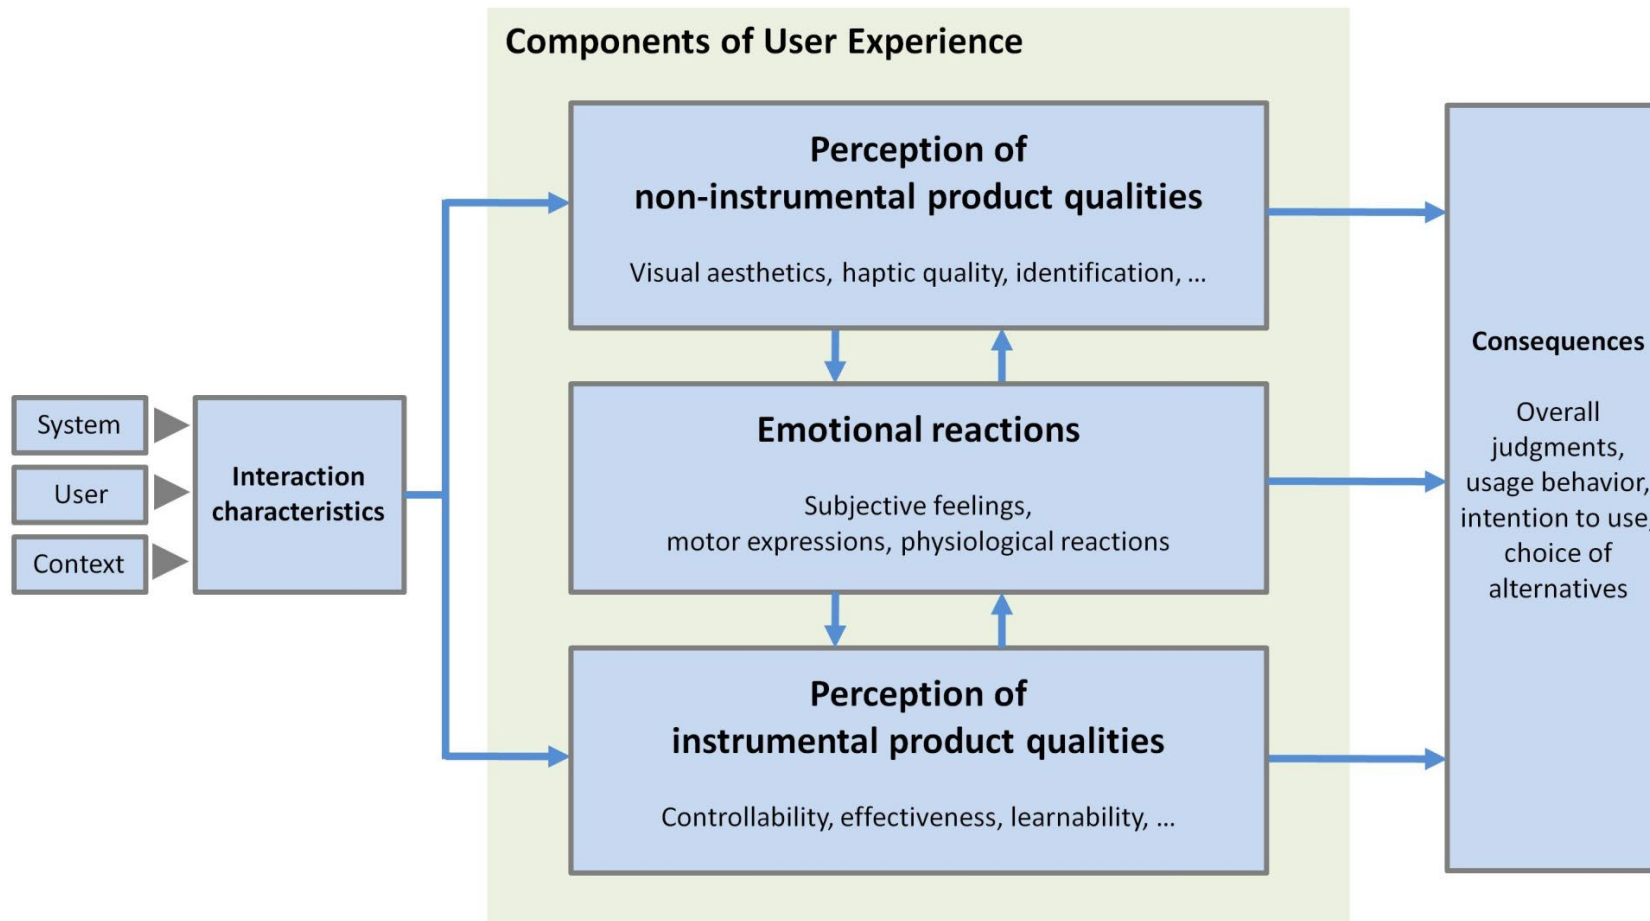 Components of User Experience
Perception of
non-instrumental product qualities
Visual aesthetics, haptic quality, identification, ...
System
User
Context
Interaction
characteristics
Emotional reactions
Subjective feelings,
motor expressions, physiological reactions
Perception of
instrumental product qualities
Controllability, effectiveness, learnability, ...
Consequences
Overall
judgments,
usage behavior,
intention to use,
choice of
alternatives